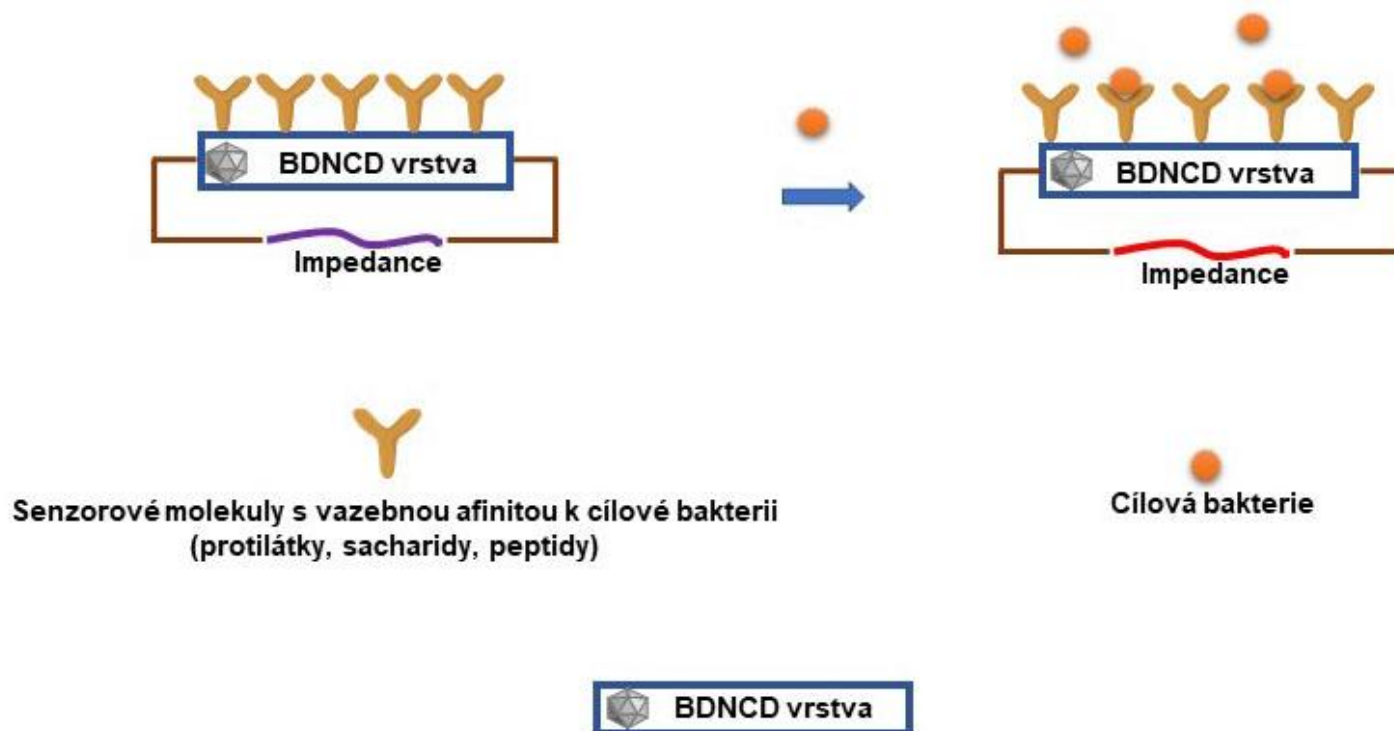 BDNCD vrstva
Impedance
BDNCD vrstva
Impedance
Senzorové molekuly s vazebnou afinitou k cílové bakterii
(protilátky, sacharidy, peptidy)
Cílová bakterie
BDNCD vrstva